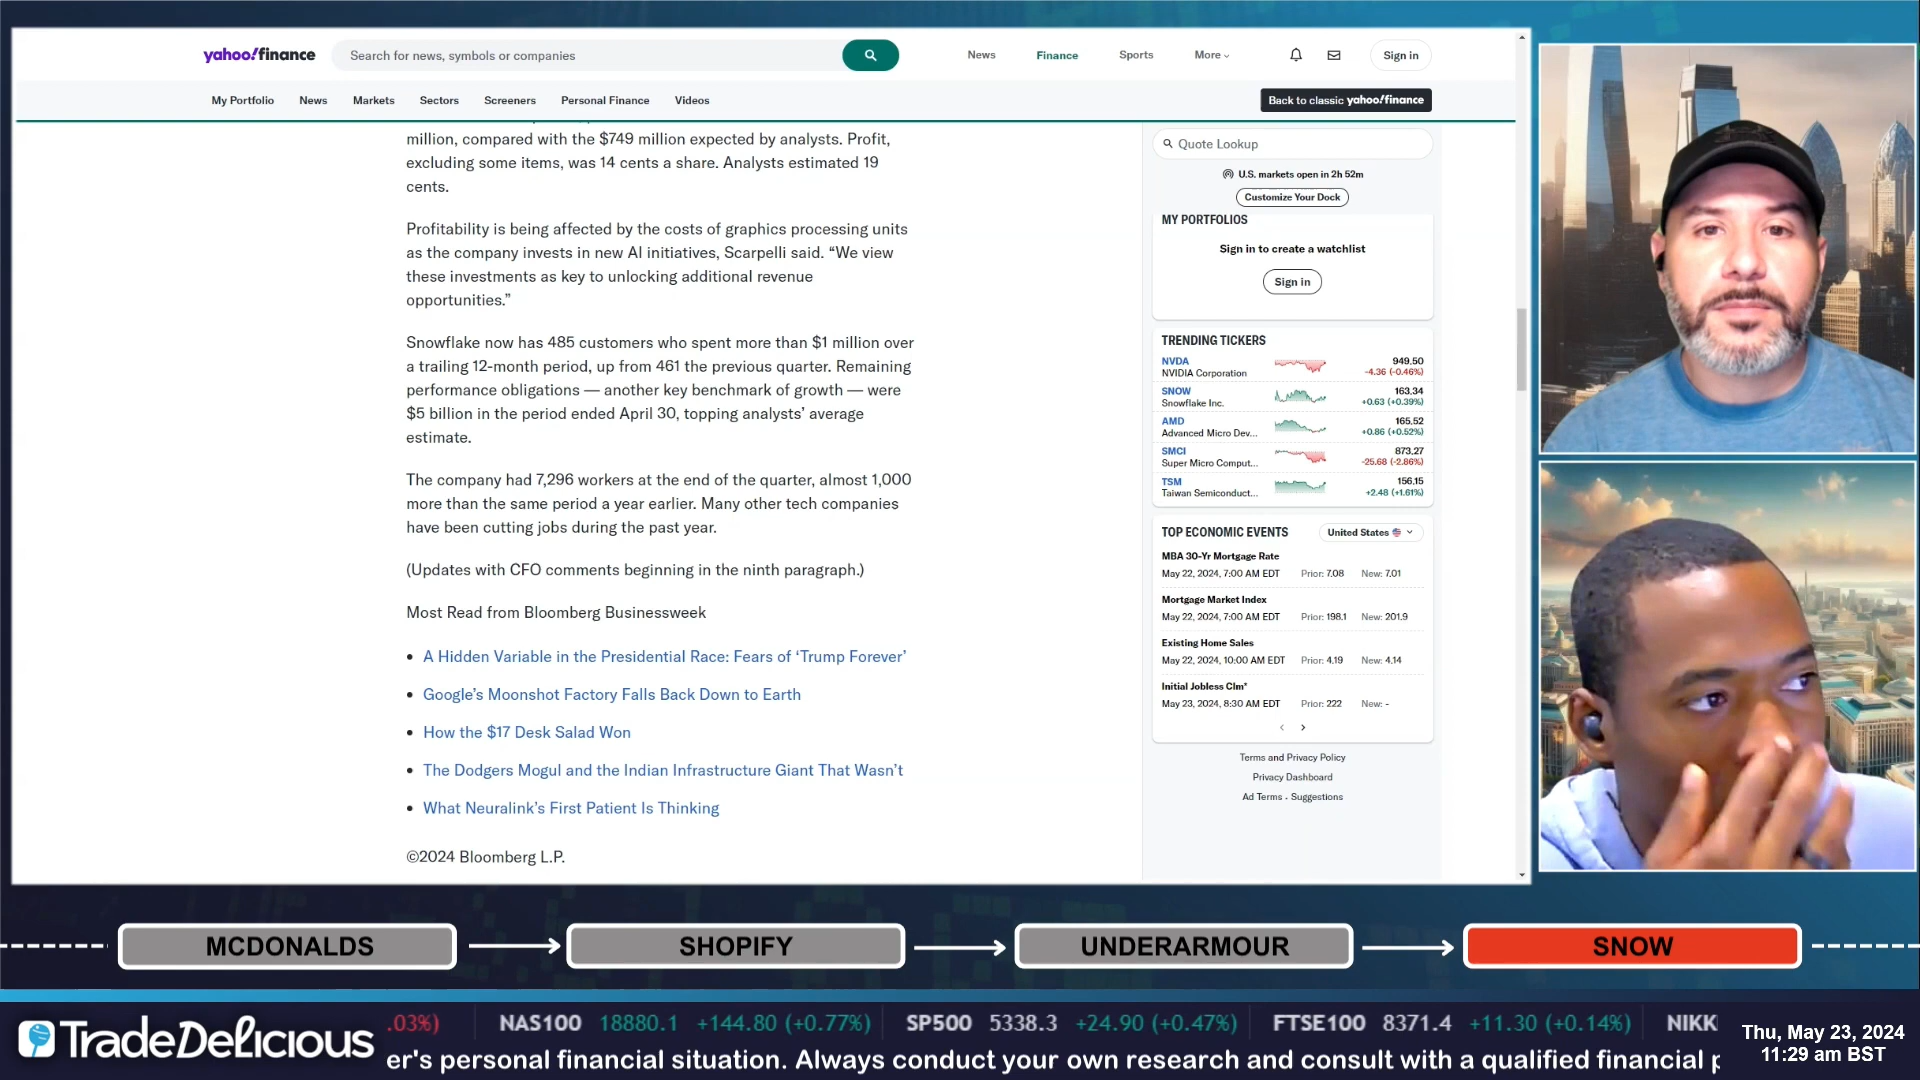 yahoo!finance
Search for news, symbols or companies
News Finance Sports More
Sign in
My Portfolio News Markets Sectors Screeners Personal Finance Videos
Back to classic yahoo!finance
million, compared with the $749 million expected by analysts. Profit,
excluding some items, was 14 cents a share. Analysts estimated 19
cents.
Profitability is being affected by the costs of graphics processing units
as the company invests in new AI initiatives, Scarpelli said. “We view
these investments as key to unlocking additional revenue
opportunities.”
Snowflake now has 485 customers who spent more than $1 million over
a trailing 12-month period, up from 461 the previous quarter. Remaining
performance obligations — another key benchmark of growth — were
$5 billion in the period ended April 30, topping analysts’ average
estimate.
The company had 7,296 workers at the end of the quarter, almost 1,000
more than the same period a year earlier. Many other tech companies
have been cutting jobs during the past year.
(Updates with CFO comments beginning in the ninth paragraph.)
Most Read from Bloomberg Businessweek
• A Hidden Variable in the Presidential Race: Fears of ‘Trump Forever’
• Google’s Moonshot Factory Falls Back Down to Earth
• How the $17 Desk Salad Won
• The Dodgers Mogul and the Indian Infrastructure Giant That Wasn’t
• What Neuralink’s First Patient Is Thinking
©2024 Bloomberg L.P.
Quote Lookup
U.S. markets open in 2h 52m
Customize Your Dock
MY PORTFOLIOS
Sign in to create a watchlist
Sign in
TRENDING TICKERS
NVDA 949.50
NVIDIA Corporation -4.36 (-0.46%)
SNOW 163.34
Snowflake Inc. +0.63 (+0.39%)
AMD 165.52
Advanced Micro Dev... +0.86 (+0.52%)
SMCI 873.27
Super Micro Comput... -25.68 (-2.86%)
TSM 156.15
Taiwan Semiconduct... +2.48 (+1.61%)
TOP ECONOMIC EVENTS United States
MBA 30-Yr Mortgage Rate
May 22, 2024, 7:00 AM EDT Prior: 7.08 New: 7.01
Mortgage Market Index
May 22, 2024, 7:00 AM EDT Prior: 198.1 New: 201.9
Existing Home Sales
May 22, 2024, 10:00 AM EDT Prior: 4.19 New: 4.14
Initial Jobless Clm*
May 23, 2024, 8:30 AM EDT Prior: 222 New: -
Terms and Privacy Policy
Privacy Dashboard
Ad Terms • Suggestions
MCDONALDS SHOPIFY UNDERARMOUR SNOW
TradeDelicious
.03%) NAS100 18880.1 +144.80 (+0.77%) SP500 5338.3 +24.90 (+0.47%) FTSE100 8371.4 +11.30 (+0.14%) NIKK
er's personal financial situation. Always conduct your own research and consult with a qualified financial p
Thu, May 23, 2024
11:29 am BST